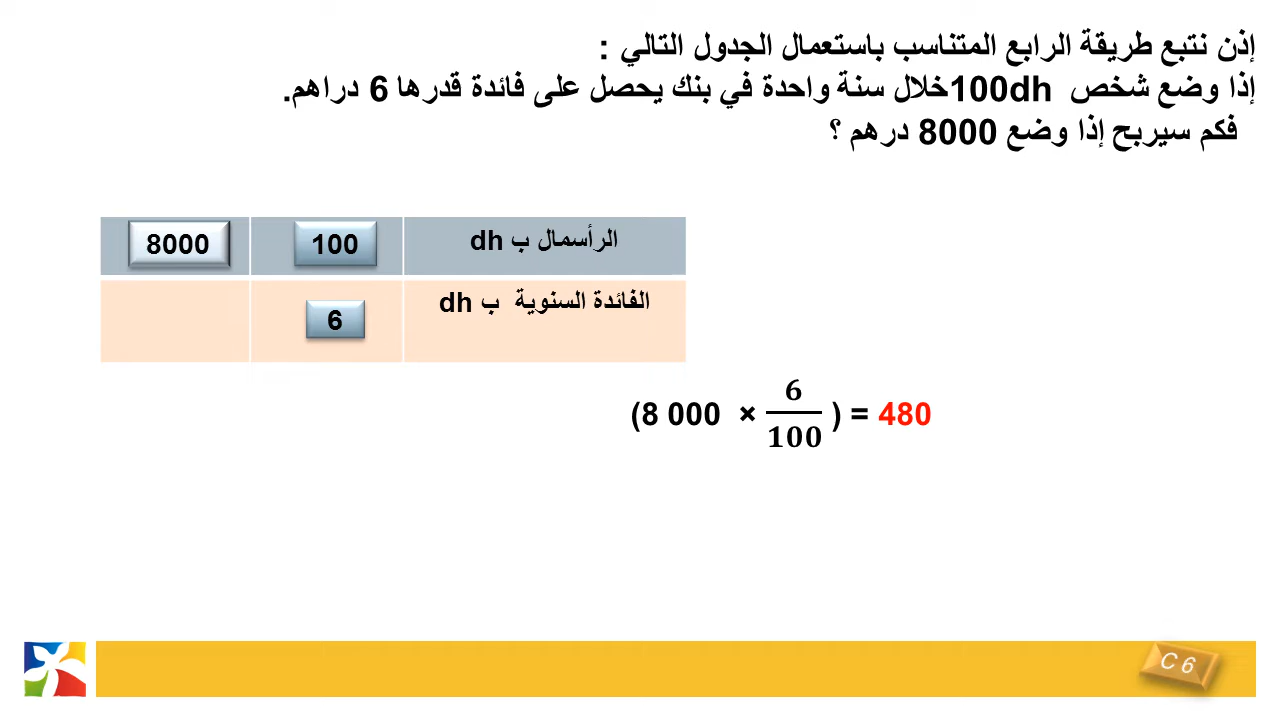 إذن نتبع طريقة الرابع المتناسب باستعمال الجدول التالي :
إذا وضع شخص 100dh خلال سنة واحدة في بنك يحصل على فائدة قدرها 6 دراهم.
فكم سيربح إذا وضع 8000 درهم ؟
الرأسمال ب dh 100 8000
الفائدة السنوية ب dh 6
(8 000 × 6/100 ) = 480
C 6